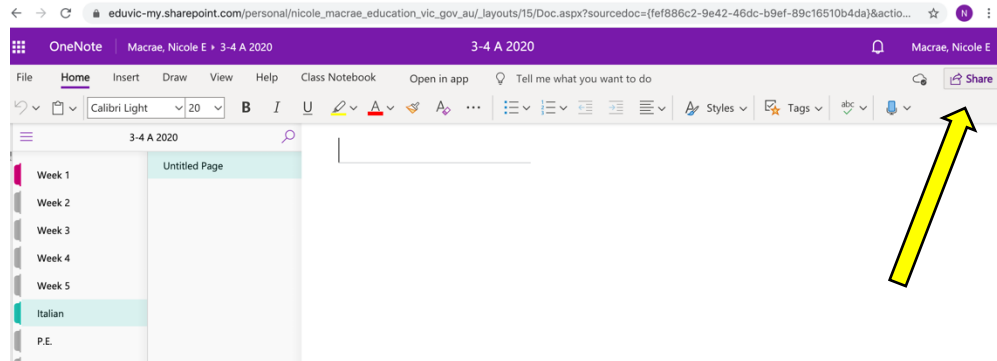 eduvic-my.sharepoint.com/personal/nicole_macrae_education_vic_gov_au/_layouts/15/Doc.aspx?sourcedoc={fef886c2-9e42-46dc-b9ef-89c16510b4da}&actio... N
OneNote Macrae, Nicole E ▸ 3-4 A 2020 3-4 A 2020 Macrae, Nicole E
File Home Insert Draw View Help Class Notebook Open in app Tell me what you want to do Share
Calibri Light 20 B I U A A ... Styles Tags abc
3-4 A 2020
Untitled Page
Week 1
Week 2
Week 3
Week 4
Week 5
Italian
P.E.